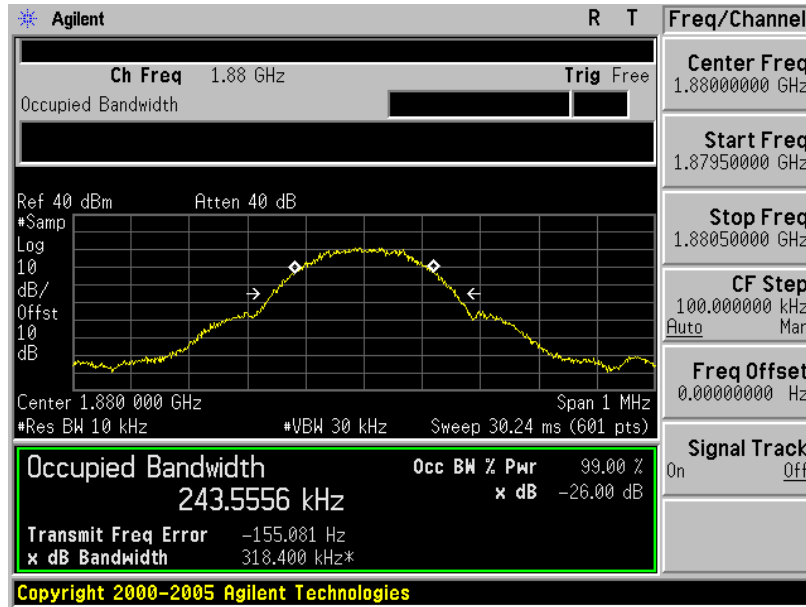 Agilent R T Freq/Channel
Ch Freq 1.88 GHz Trig Free
Occupied Bandwidth
Center Freq
1.88000000 GHz
Start Freq
1.87950000 GHz
Stop Freq
1.88050000 GHz
CF Step
100.000000 kHz
Auto Man
Freq Offset
0.00000000 Hz
Signal Track
On Off
Ref 40 dBm Atten 40 dB
#Samp
Log
10
dB/
Offst
10
dB
Center 1.880 000 GHz Span 1 MHz
#Res BW 10 kHz #VBW 30 kHz Sweep 30.24 ms (601 pts)
Occupied Bandwidth Occ BW % Pwr 99.00 %
243.5556 kHz x dB -26.00 dB
Transmit Freq Error -155.081 Hz
x dB Bandwidth 318.400 kHz*
Copyright 2000-2005 Agilent Technologies